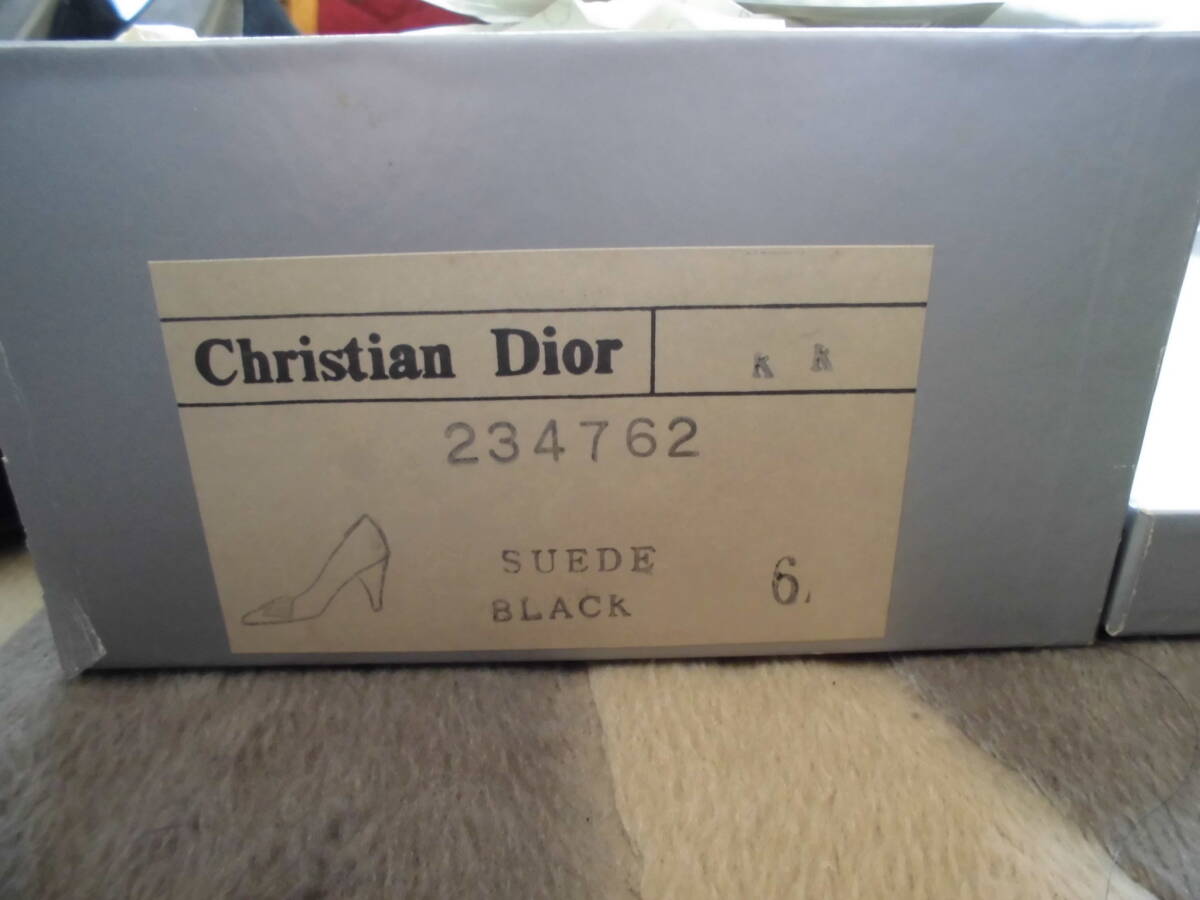 Christian Dior K K
234762
SUEDE
BLACK 6.